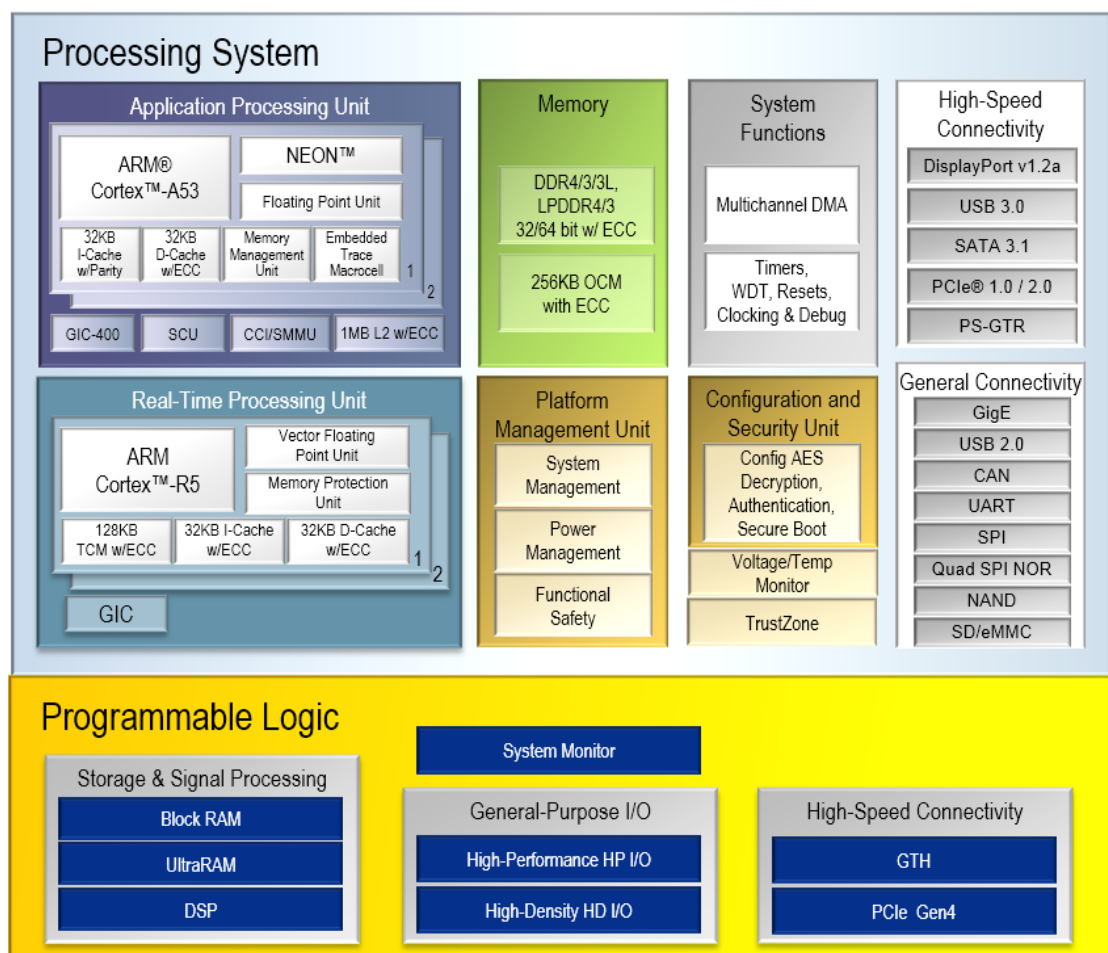 Processing System
Application Processing Unit
ARM®
Cortex™-A53
NEON™
Floating Point Unit
32KB
I-Cache
w/Parity
32KB
D-Cache
w/ECC
Memory
Management
Unit
Embedded
Trace
Macrocell
1
2
GIC-400
SCU
CCI/SMMU
1MB L2 w/ECC
Memory
DDR4/3/3L,
LPDDR4/3
32/64 bit w/ ECC
256KB OCM
with ECC
System
Functions
Multichannel DMA
Timers,
WDT, Resets,
Clocking & Debug
High-Speed
Connectivity
DisplayPort v1.2a
USB 3.0
SATA 3.1
PCIe® 1.0 / 2.0
PS-GTR
Real-Time Processing Unit
ARM
Cortex™-R5
Vector Floating
Point Unit
Memory Protection
Unit
128KB
TCM w/ECC
32KB I-Cache
w/ECC
32KB D-Cache
w/ECC
1
2
GIC
Platform
Management Unit
System
Management
Power
Management
Functional
Safety
Configuration and
Security Unit
Config AES
Decryption,
Authentication,
Secure Boot
Voltage/Temp
Monitor
TrustZone
General Connectivity
GigE
USB 2.0
CAN
UART
SPI
Quad SPI NOR
NAND
SD/eMMC
Programmable Logic
Storage & Signal Processing
Block RAM
UltraRAM
DSP
System Monitor
General-Purpose I/O
High-Performance HP I/O
High-Density HD I/O
High-Speed Connectivity
GTH
PCIe Gen4